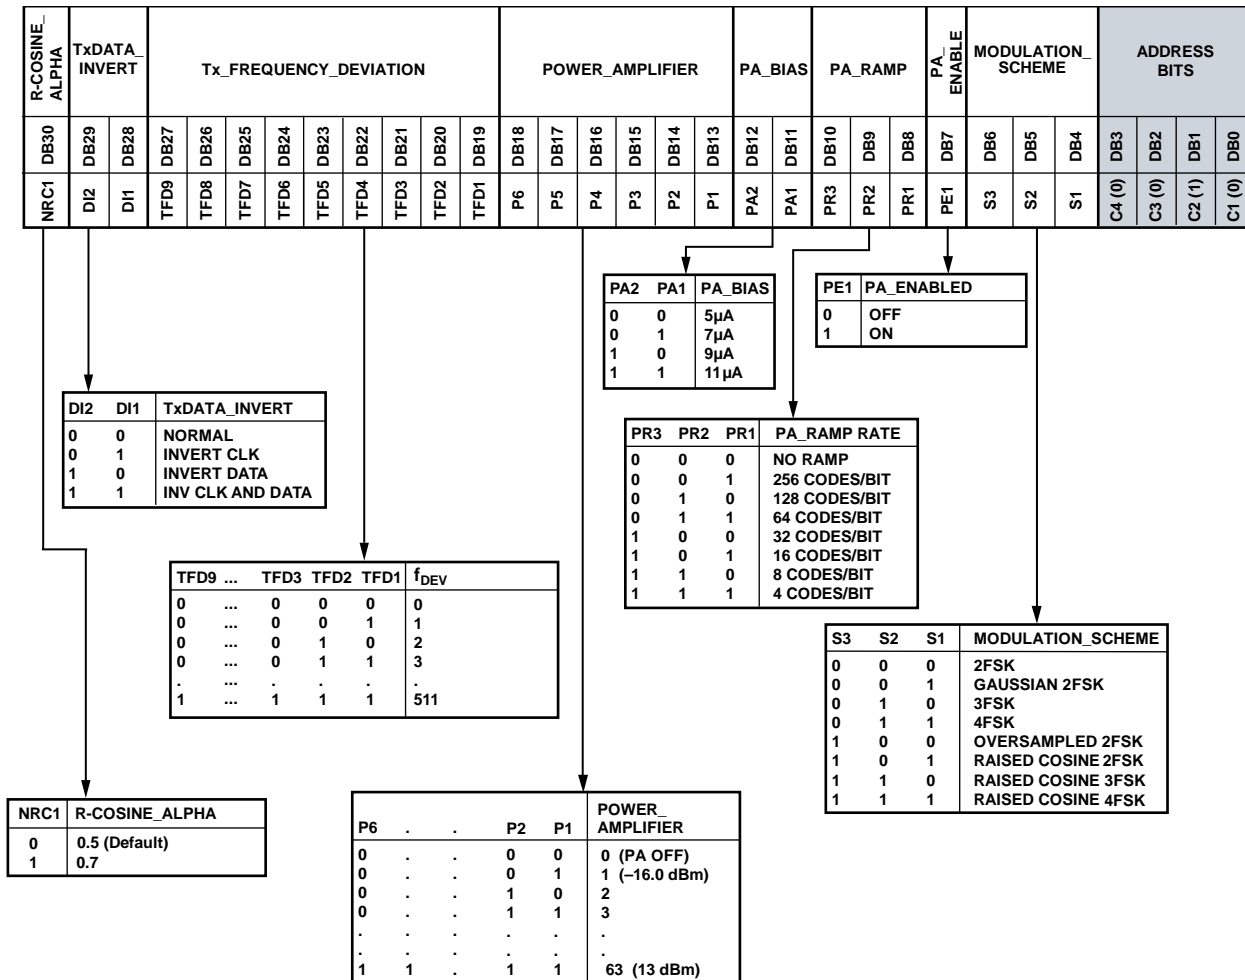 R-COSINE_ ALPHA
TxDATA_ INVERT
Tx_FREQUENCY_DEVIATION
POWER_AMPLIFIER
PA_BIAS
PA_RAMP
PA_ ENABLE
MODULATION_ SCHEME
ADDRESS BITS
DB30 DB29 DB28 DB27 DB26 DB25 DB24 DB23 DB22 DB21 DB20 DB19 DB18 DB17 DB16 DB15 DB14 DB13 DB12 DB11 DB10 DB9 DB8 DB7 DB6 DB5 DB4 DB3 DB2 DB1 DB0
NRC1 DI2 DI1 TFD9 TFD8 TFD7 TFD6 TFD5 TFD4 TFD3 TFD2 TFD1 P6 P5 P4 P3 P2 P1 PA2 PA1 PR3 PR2 PR1 PE1 S3 S2 S1 C4 (0) C3 (0) C2 (1) C1 (0)
PA2 PA1 PA_BIAS
0 0 5µA
0 1 7µA
1 0 9µA
1 1 11µA
PE1 PA_ENABLED
0 OFF
1 ON
DI2 DI1 TxDATA_INVERT
0 0 NORMAL
0 1 INVERT CLK
1 0 INVERT DATA
1 1 INV CLK AND DATA
PR3 PR2 PR1 PA_RAMP RATE
0 0 0 NO RAMP
0 0 1 256 CODES/BIT
0 1 0 128 CODES/BIT
0 1 1 64 CODES/BIT
1 0 0 32 CODES/BIT
1 0 1 16 CODES/BIT
1 1 0 8 CODES/BIT
1 1 1 4 CODES/BIT
TFD9 ... TFD3 TFD2 TFD1 fDEV
0 ... 0 0 0 0
0 ... 0 0 1 1
0 ... 0 1 0 2
0 ... 0 1 1 3
. ... . . . .
1 ... 1 1 1 511
S3 S2 S1 MODULATION_SCHEME
0 0 0 2FSK
0 0 1 GAUSSIAN 2FSK
0 1 0 3FSK
0 1 1 4FSK
1 0 0 OVERSAMPLED 2FSK
1 0 1 RAISED COSINE 2FSK
1 1 0 RAISED COSINE 3FSK
1 1 1 RAISED COSINE 4FSK
NRC1 R-COSINE_ALPHA
0 0.5 (Default)
1 0.7
P6 . . P2 P1 POWER_ AMPLIFIER
0 . . 0 0 0 (PA OFF)
0 . . 0 1 1 (–16.0 dBm)
0 . . 1 0 2
0 . . 1 1 3
. . . . . .
. . . . . .
1 1 . 1 1 63 (13 dBm)